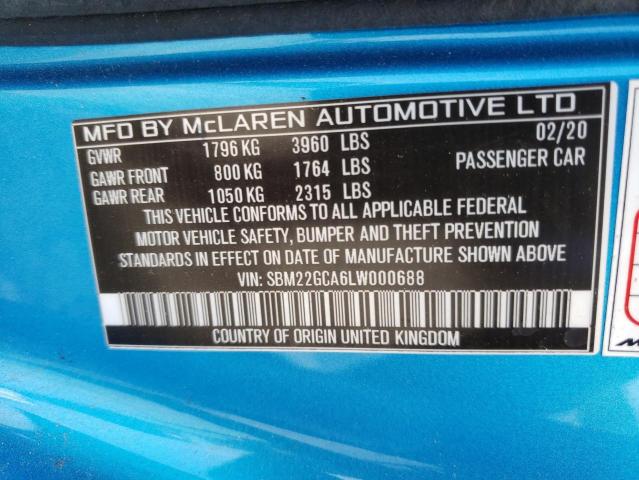 MFD BY McLAREN AUTOMOTIVE LTD
GVWR 1796 KG 3960 LBS 02/20
GAWR FRONT 800 KG 1764 LBS PASSENGER CAR
GAWR REAR 1050 KG 2315 LBS
THIS VEHICLE CONFORMS TO ALL APPLICABLE FEDERAL
MOTOR VEHICLE SAFETY, BUMPER AND THEFT PREVENTION
STANDARDS IN EFFECT ON DATE OF MANUFACTURE SHOWN ABOVE
VIN: SBM22GCA6LW000688
COUNTRY OF ORIGIN UNITED KINGDOM